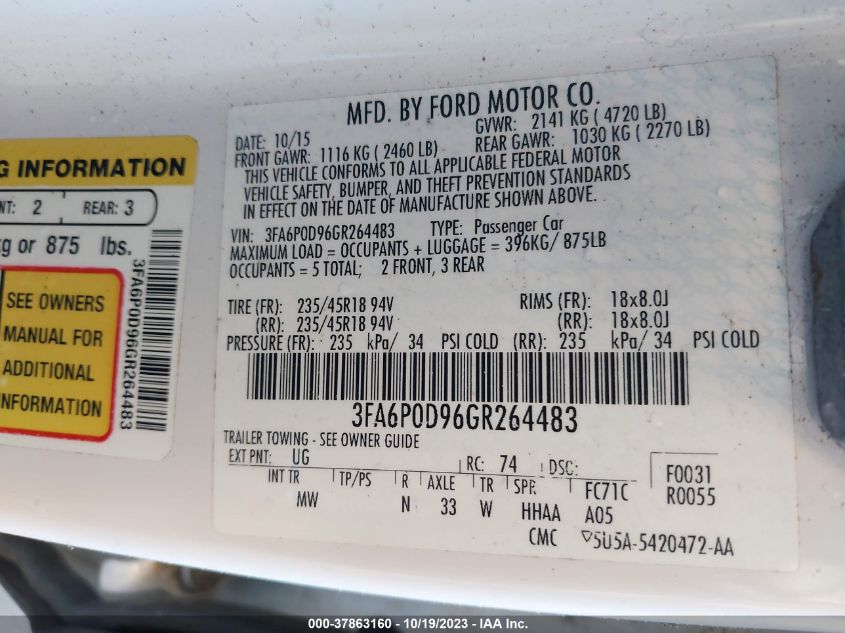 G INFORMATION
NT: 2 REAR: 3
kg or 875 lbs.
SEE OWNERS
MANUAL FOR
ADDITIONAL
INFORMATION
3FA6P0D96GR264483
MFD. BY FORD MOTOR CO.
DATE: 10/15 GVWR: 2141 KG ( 4720 LB)
FRONT GAWR: 1116 KG ( 2460 LB) REAR GAWR: 1030 KG ( 2270 LB)
THIS VEHICLE CONFORMS TO ALL APPLICABLE FEDERAL MOTOR
VEHICLE SAFETY, BUMPER, AND THEFT PREVENTION STANDARDS
IN EFFECT ON THE DATE OF MANUFACTURE SHOWN ABOVE.
VIN: 3FA6P0D96GR264483 TYPE: Passenger Car
MAXIMUM LOAD = OCCUPANTS + LUGGAGE = 396KG/ 875LB
OCCUPANTS = 5 TOTAL; 2 FRONT, 3 REAR
TIRE (FR): 235/45R18 94V RIMS (FR): 18x8.0J
(RR): 235/45R18 94V (RR): 18x8.0J
PRESSURE (FR): 235 kPa/ 34 PSI COLD (RR): 235 kPa/ 34 PSI COLD
3FA6P0D96GR264483
TRAILER TOWING - SEE OWNER GUIDE
EXT PNT: UG RC: 74 DSC: F0031
R0055
INT TR TP/PS R AXLE TR SPR FC71C
MW N 33 W HHAA A05
CMC ▽5U5A-5420472-AA
000-37863160 - 10/19/2023 - IAA Inc.